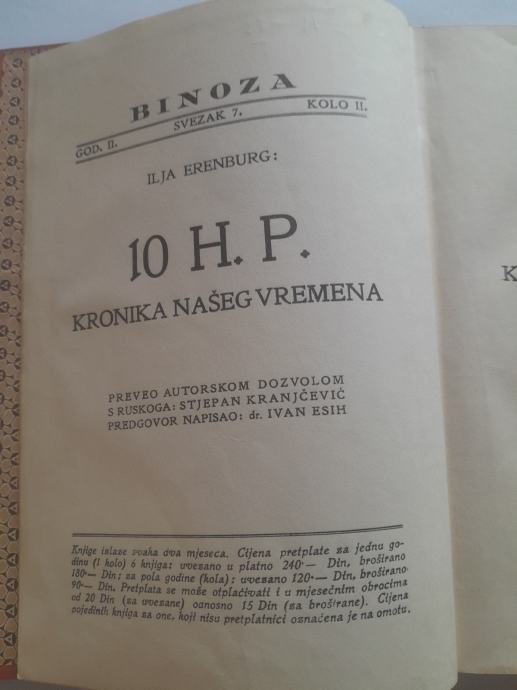 BINOZA
GOD. II. SVEZAK 7. KOLO II.
ILJA ERENBURG:
10 H. P.
KRONIKA NAŠEG VREMENA
PREVEO AUTORSKOM DOZVOLOM
S RUSKOGA: STJEPAN KRANJČEVIĆ
PREDGOVOR NAPISAO: dr. IVAN ESIH
Knjige izlaze svaka dva mjeseca. Cijena pretplate za jednu go-
dinu (1 kolo) 6 knjiga: uvezano u platno 240·— Din, broširano
180·— Din; za pola godine (kola): uvezano 120·— Din, broširano
90·— Din. Pretplata se može otplaćivati i u mjesečnim obrocima
od 20 Din (za uvezane) odnosno 15 Din (za broširane). Cijena
pojedinih knjiga za one, koji nisu pretplatnici označena je na omotu.
K